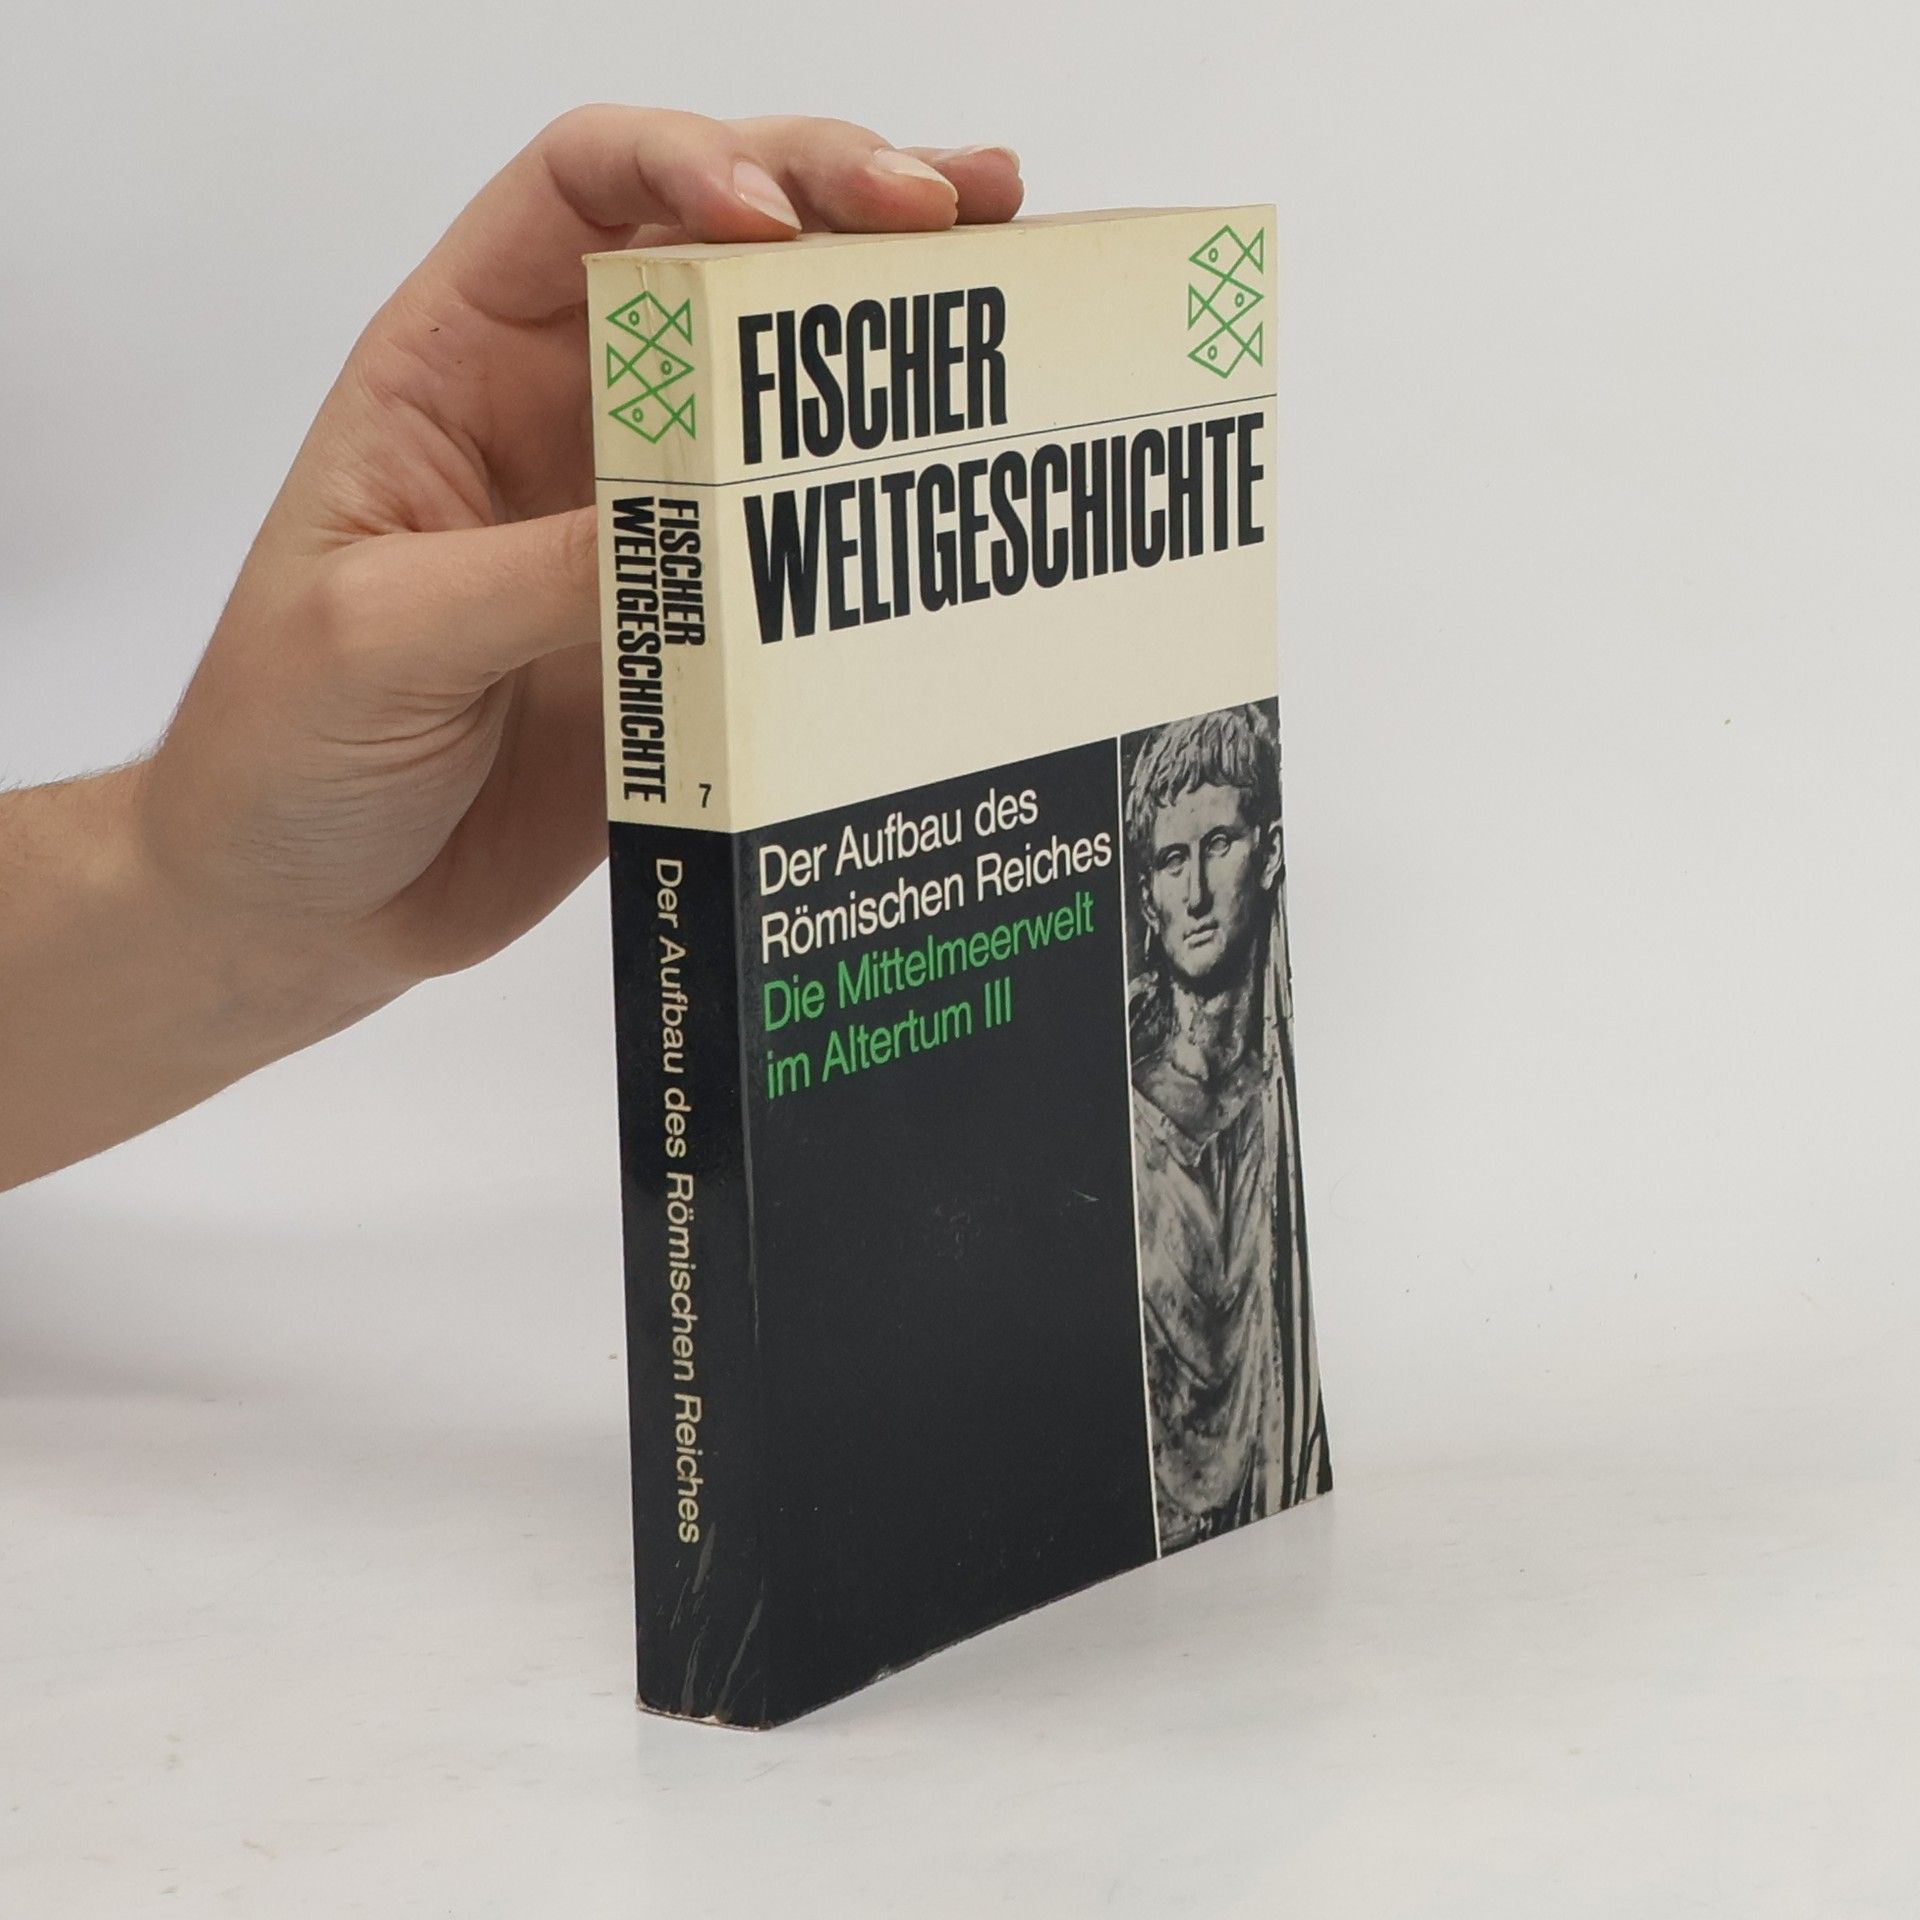 FISCHER
WELTGESCHICHTE
Der Aufbau des
Römischen Reiches
Die Mittelmeerwelt
im Altertum III
FISCHER
WELTGESCHICHTE
7
Der Aufbau des Römischen Reiches